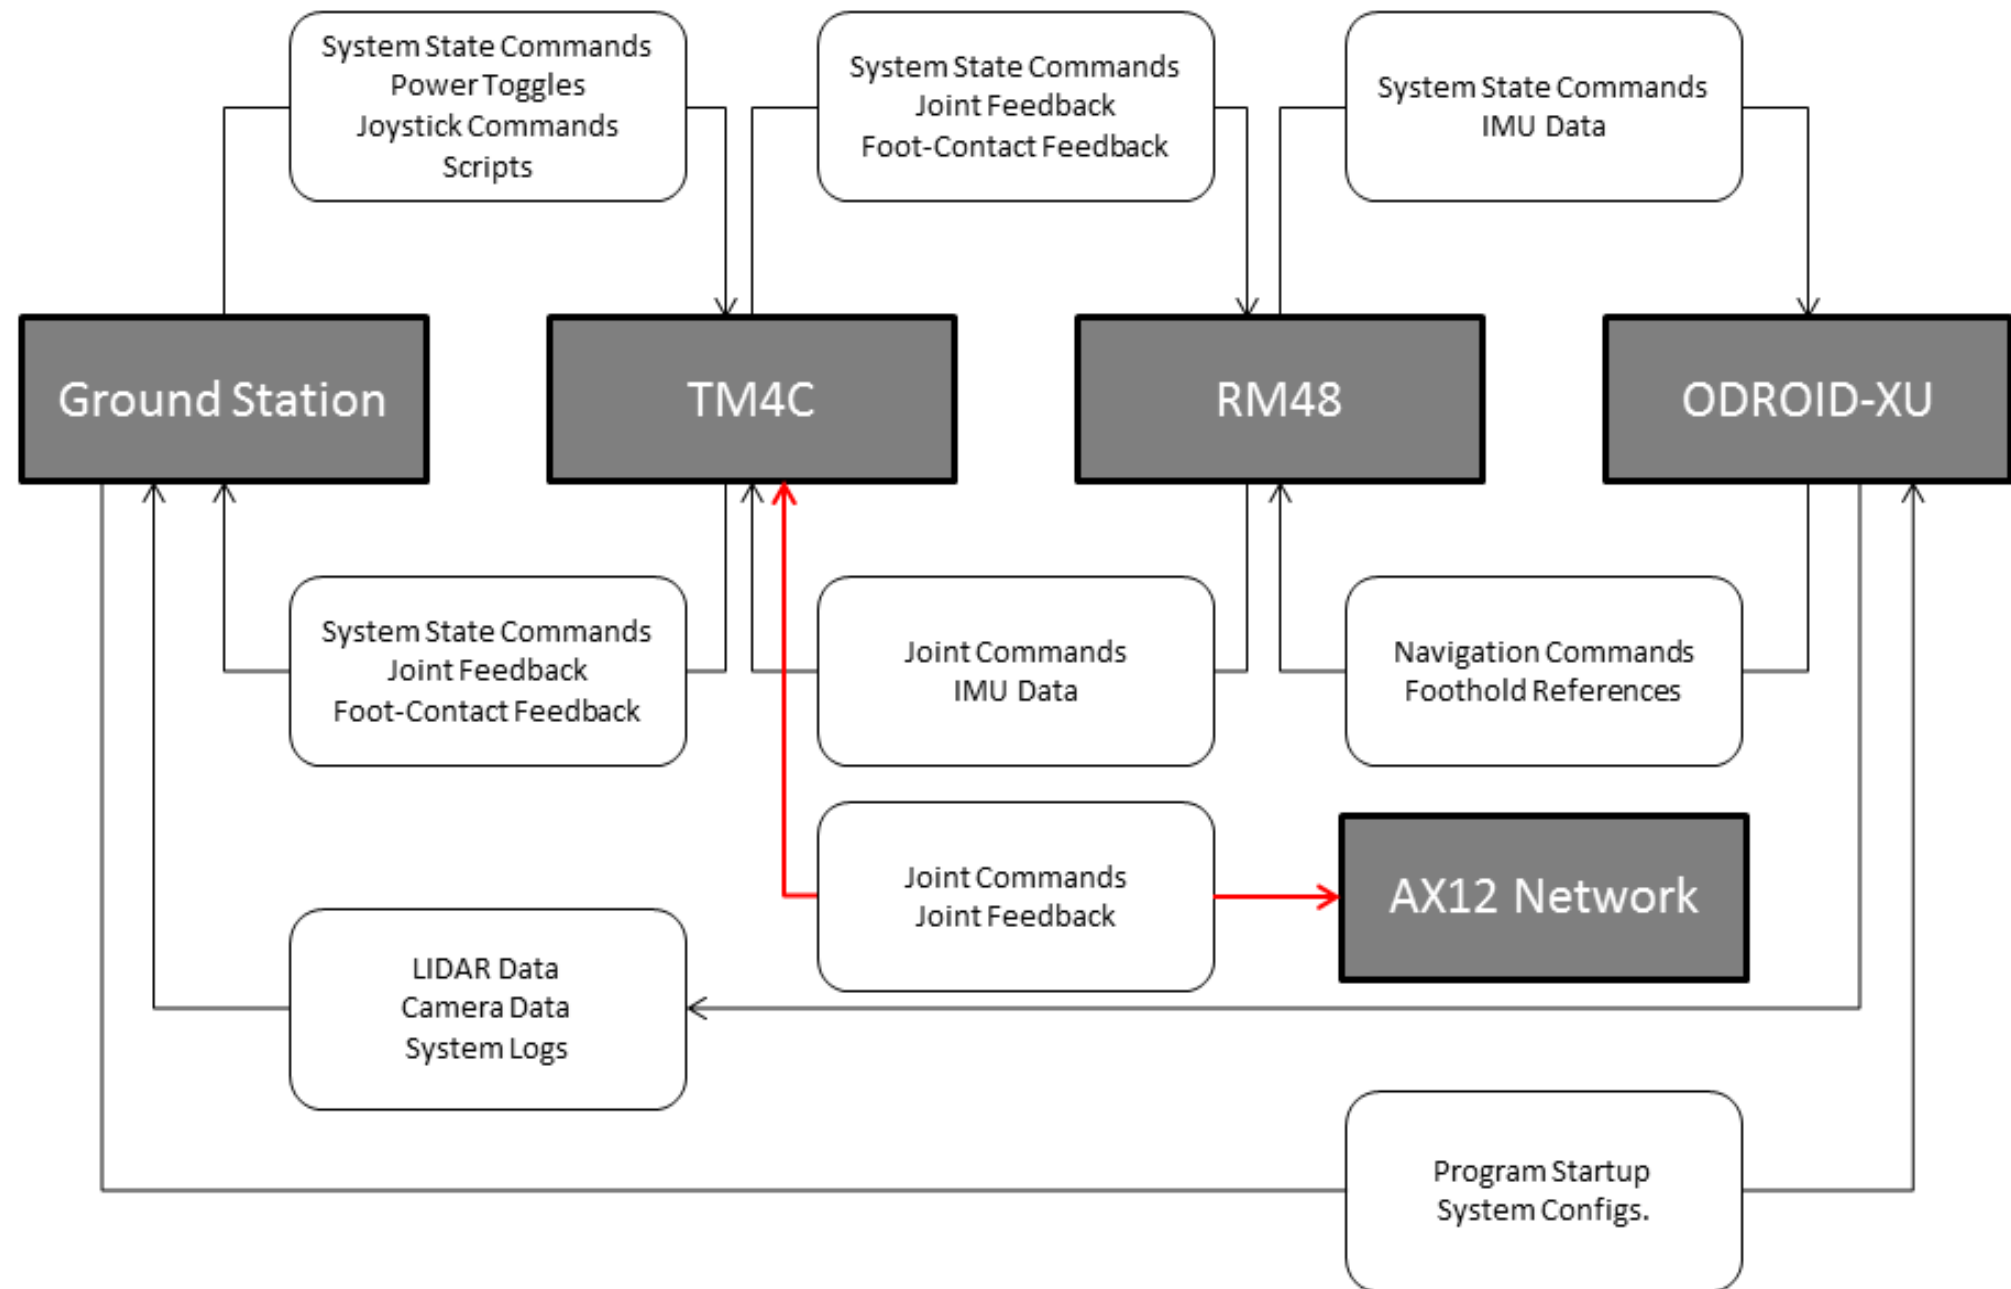 System State Commands
Power Toggles
Joystick Commands
Scripts
System State Commands
Joint Feedback
Foot-Contact Feedback
System State Commands
IMU Data
Ground Station
TM4C
RM48
ODROID-XU
System State Commands
Joint Feedback
Foot-Contact Feedback
Joint Commands
IMU Data
Navigation Commands
Foothold References
Joint Commands
Joint Feedback
AX12 Network
LIDAR Data
Camera Data
System Logs
Program Startup
System Configs.